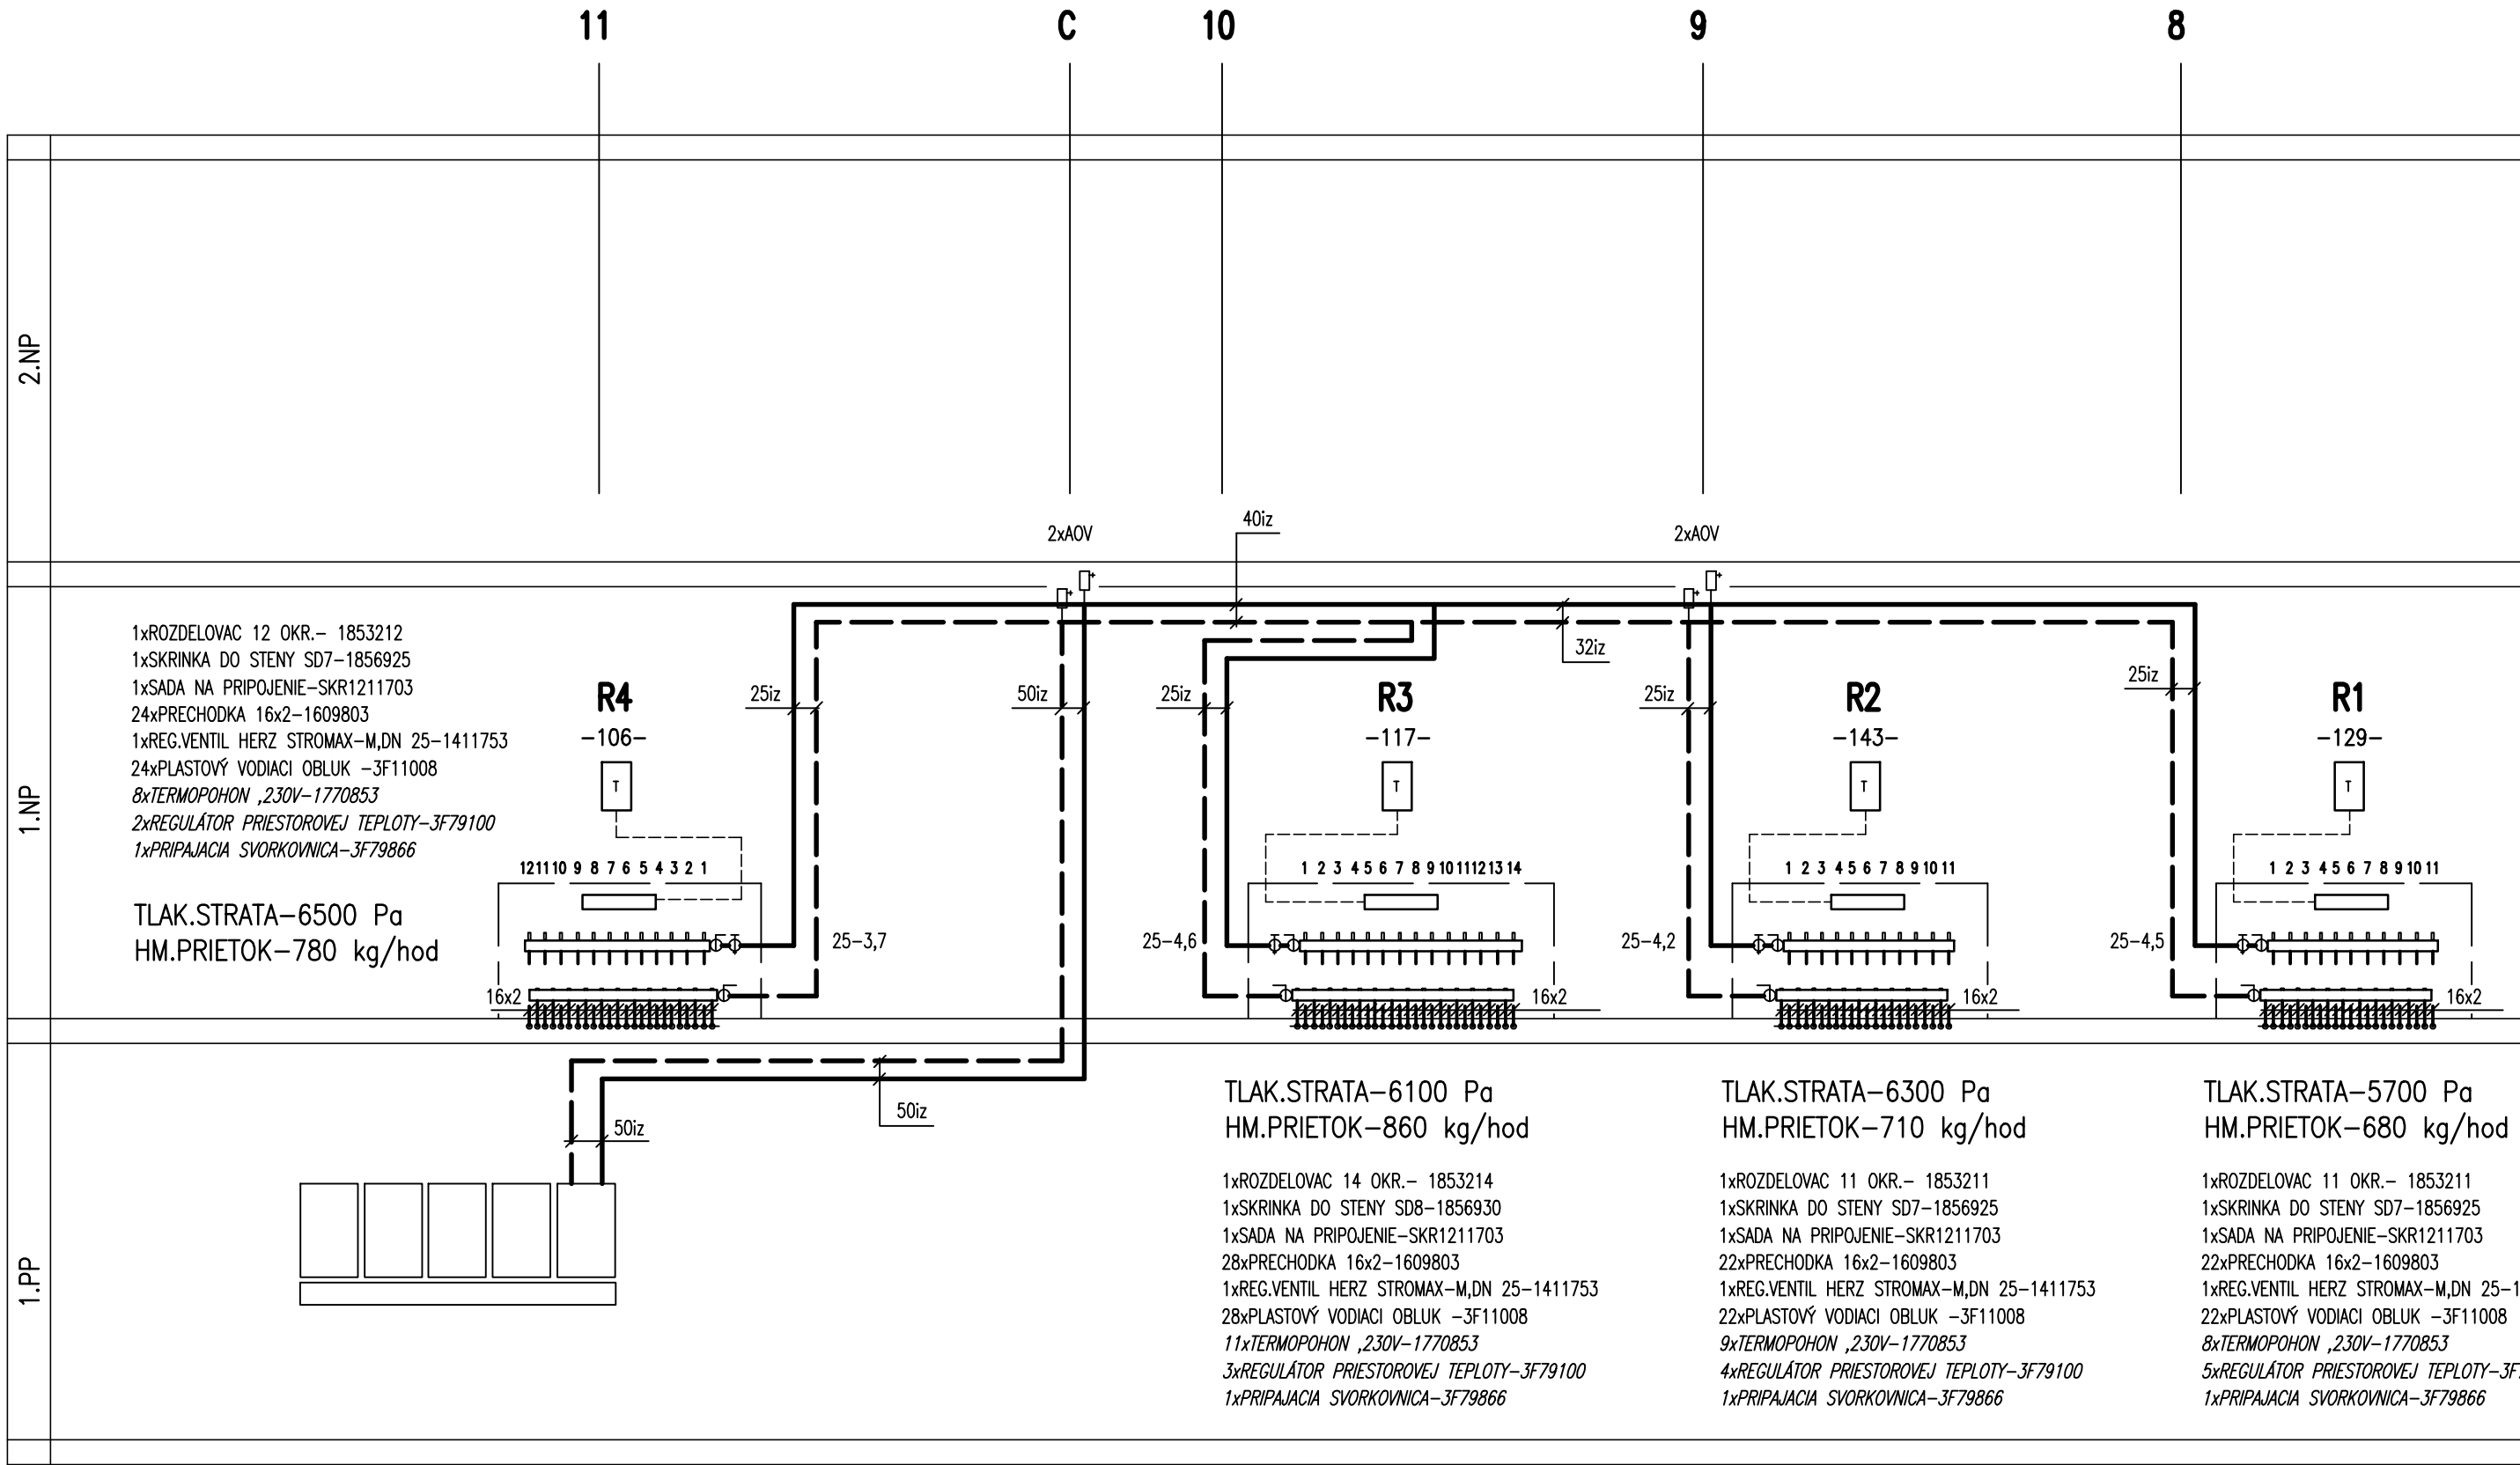 11
C
10
9
8
2.NP
2xAOV
40iz
2xAOV
1.NP
1xROZDELOVAC 12 OKR.- 1853212
1xSKRINKA DO STENY SD7-1856925
1xSADA NA PRIPOJENIE-SKR1211703
24xPRECHODKA 16x2-1609803
1xREG.VENTIL HERZ STROMAX-M,DN 25-1411753
24xPLASTOVÝ VODIACI OBLUK -3F11008
8xTERMOPOHON ,230V-1770853
2xREGULÁTOR PRIESTOROVEJ TEPLOTY-3F79100
1xPRIPAJACIA SVORKOVNICA-3F79866
TLAK.STRATA-6500 Pa
HM.PRIETOK-780 kg/hod
R4
-106-
T
12 11 10 9 8 7 6 5 4 3 2 1
16x2
25iz
25-3,7
50iz
25iz
25-4,6
R3
-117-
T
1 2 3 4 5 6 7 8 9 10 11 12 13 14
16x2
32iz
25iz
25-4,2
R2
-143-
T
1 2 3 4 5 6 7 8 9 10 11
16x2
25iz
25-4,5
R1
-129-
T
1 2 3 4 5 6 7 8 9 10 11
16x2
1.PP
50iz
50iz
TLAK.STRATA-6100 Pa
HM.PRIETOK-860 kg/hod
1xROZDELOVAC 14 OKR.- 1853214
1xSKRINKA DO STENY SD8-1856930
1xSADA NA PRIPOJENIE-SKR1211703
28xPRECHODKA 16x2-1609803
1xREG.VENTIL HERZ STROMAX-M,DN 25-1411753
28xPLASTOVÝ VODIACI OBLUK -3F11008
11xTERMOPOHON ,230V-1770853
3xREGULÁTOR PRIESTOROVEJ TEPLOTY-3F79100
1xPRIPAJACIA SVORKOVNICA-3F79866
TLAK.STRATA-6300 Pa
HM.PRIETOK-710 kg/hod
1xROZDELOVAC 11 OKR.- 1853211
1xSKRINKA DO STENY SD7-1856925
1xSADA NA PRIPOJENIE-SKR1211703
22xPRECHODKA 16x2-1609803
1xREG.VENTIL HERZ STROMAX-M,DN 25-1411753
22xPLASTOVÝ VODIACI OBLUK -3F11008
9xTERMOPOHON ,230V-1770853
4xREGULÁTOR PRIESTOROVEJ TEPLOTY-3F79100
1xPRIPAJACIA SVORKOVNICA-3F79866
TLAK.STRATA-5700 Pa
HM.PRIETOK-680 kg/hod
1xROZDELOVAC 11 OKR.- 1853211
1xSKRINKA DO STENY SD7-1856925
1xSADA NA PRIPOJENIE-SKR1211703
22xPRECHODKA 16x2-1609803
1xREG.VENTIL HERZ STROMAX-M,DN 25-1
22xPLASTOVÝ VODIACI OBLUK -3F11008
8xTERMOPOHON ,230V-1770853
5xREGULÁTOR PRIESTOROVEJ TEPLOTY-3F
1xPRIPAJACIA SVORKOVNICA-3F79866